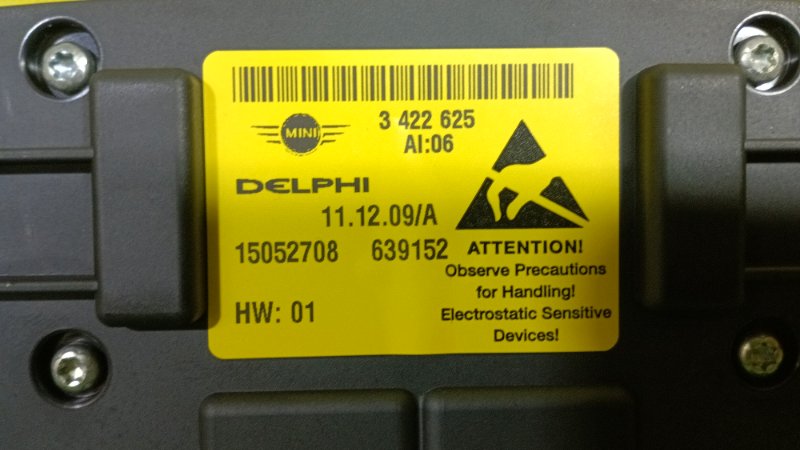 MINI
3 422 625
AI:06
DELPHI
11.12.09/A
15052708 639152
HW: 01
ATTENTION!
Observe Precautions
for Handling!
Electrostatic Sensitive
Devices!